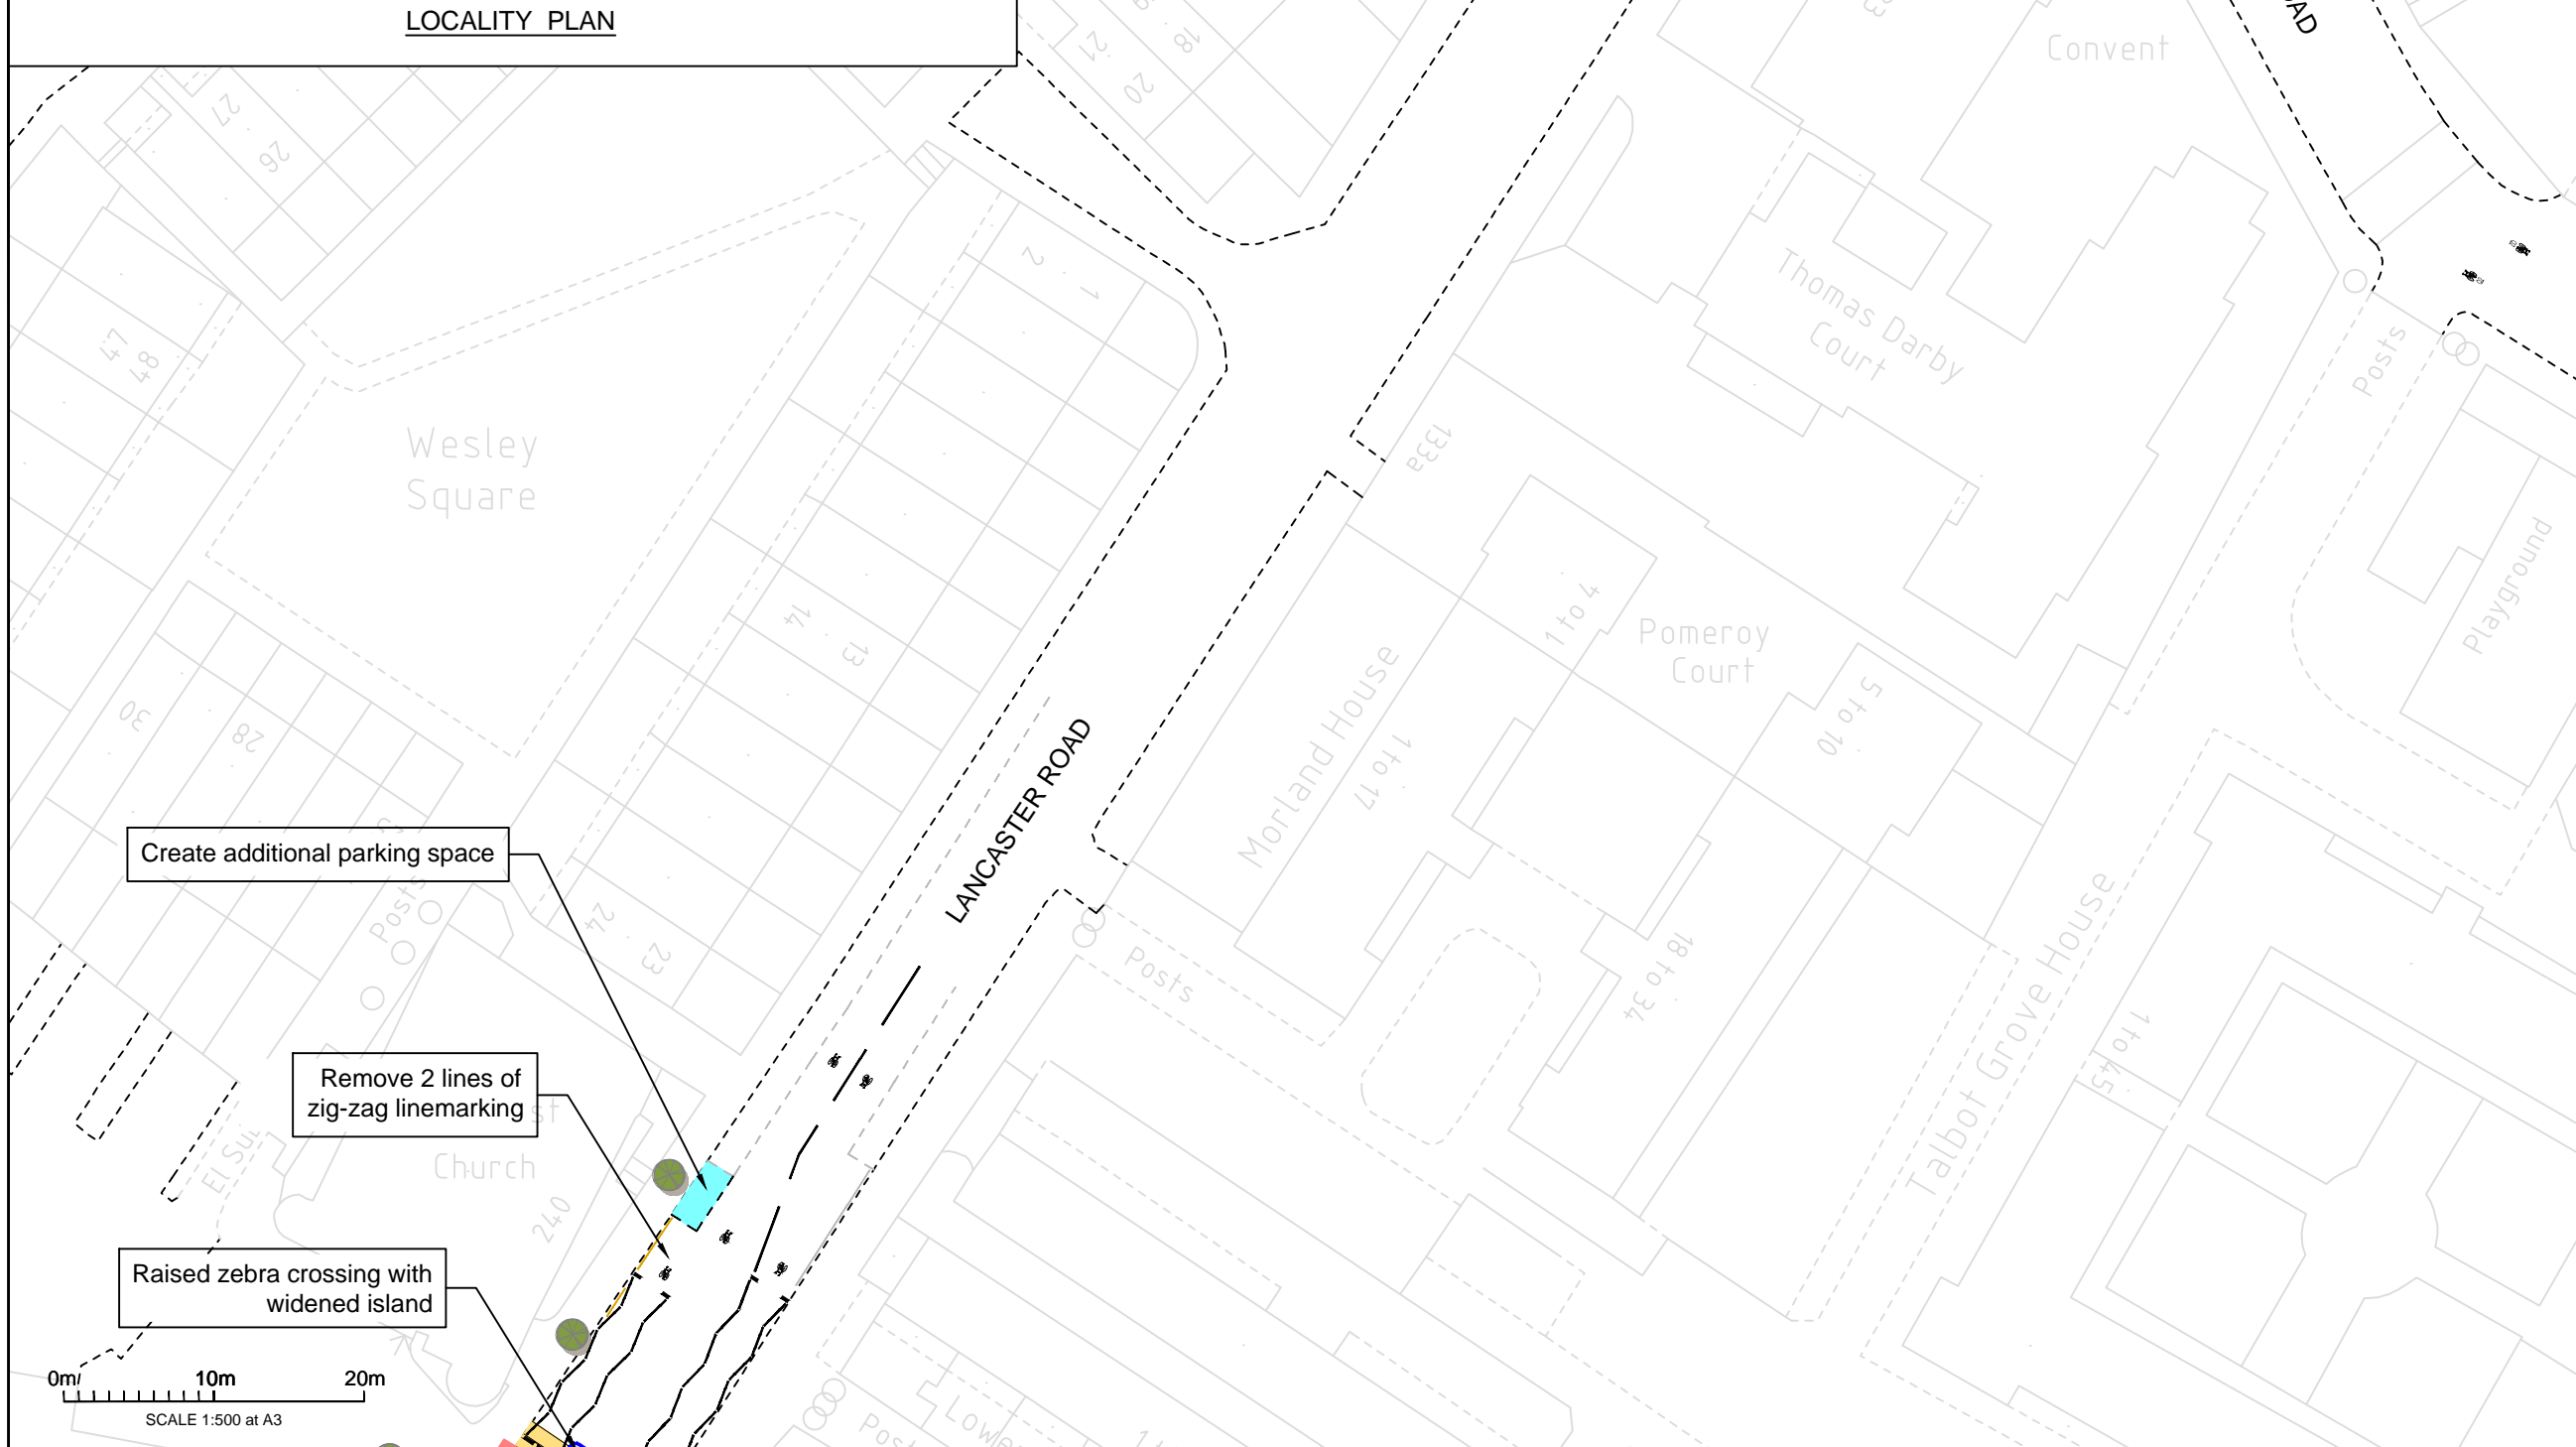 LOCALITY PLAN
Convent
18
21
20
27
26
2
1
47
48
Thomas Darby
Court
Posts
Wesley
Square
133a
Playground
1 to 4
14
13
Pomeroy
Court
Morland House
1 to 17
5 to 10
30
28
LANCASTER ROAD
Create additional parking space
Posts
24
23
Posts
18 to 34
Talbot Grove House
1 to 45
Remove 2 lines of
zig-zag linemarking
Church
240
Raised zebra crossing with
widened island
0m
10m
20m
SCALE 1:500 at A3